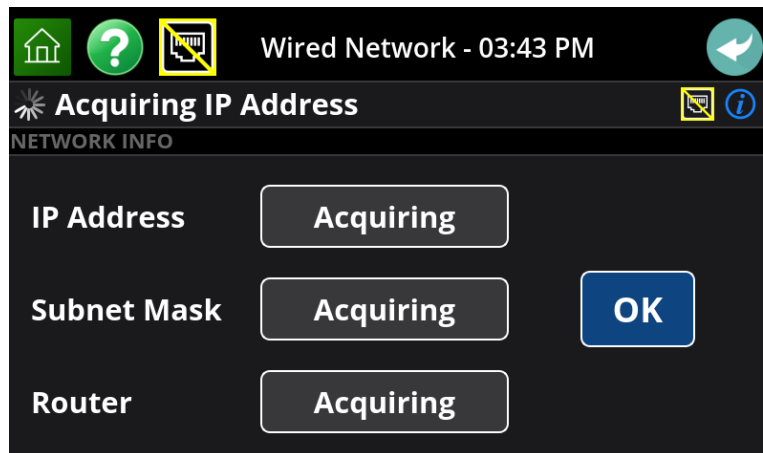 Wired Network - 03:43 PM
Acquiring IP Address
NETWORK INFO
IP Address Acquiring
Subnet Mask Acquiring OK
Router Acquiring